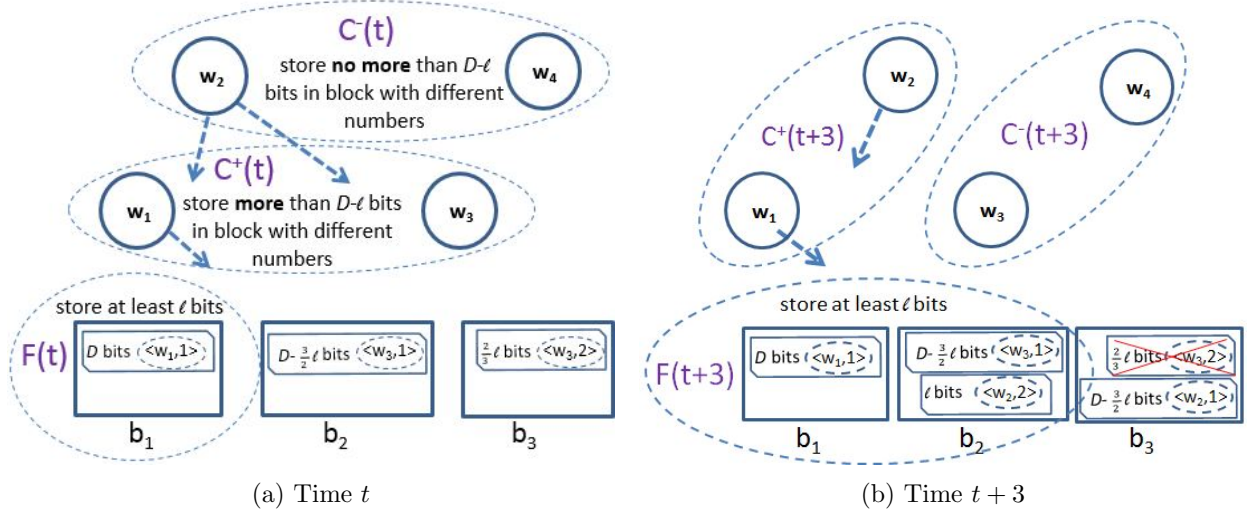 C⁻(t)
w₂
store no more than D-ℓ
bits in block with different
numbers
w₄
C⁺(t)
w₁
store more than D-ℓ bits
in block with different
numbers
w₃
store at least ℓ bits
F(t)
D bits <w₁,1>
D- 3/2 ℓ bits <w₃,1>
2/3 ℓ bits <w₃,2>
b₁
b₂
b₃
(a) Time t
w₂
w₄
C⁺(t+3)
C⁻(t+3)
w₁
w₃
store at least ℓ bits
F(t+3)
D bits <w₁,1>
D- 3/2 ℓ bits <w₃,1>
ℓ bits <w₂,2>
2/3 ℓ bits <w₃,2>
D- 3/2 ℓ bits <w₂,1>
b₁
b₂
b₃
(b) Time t + 3